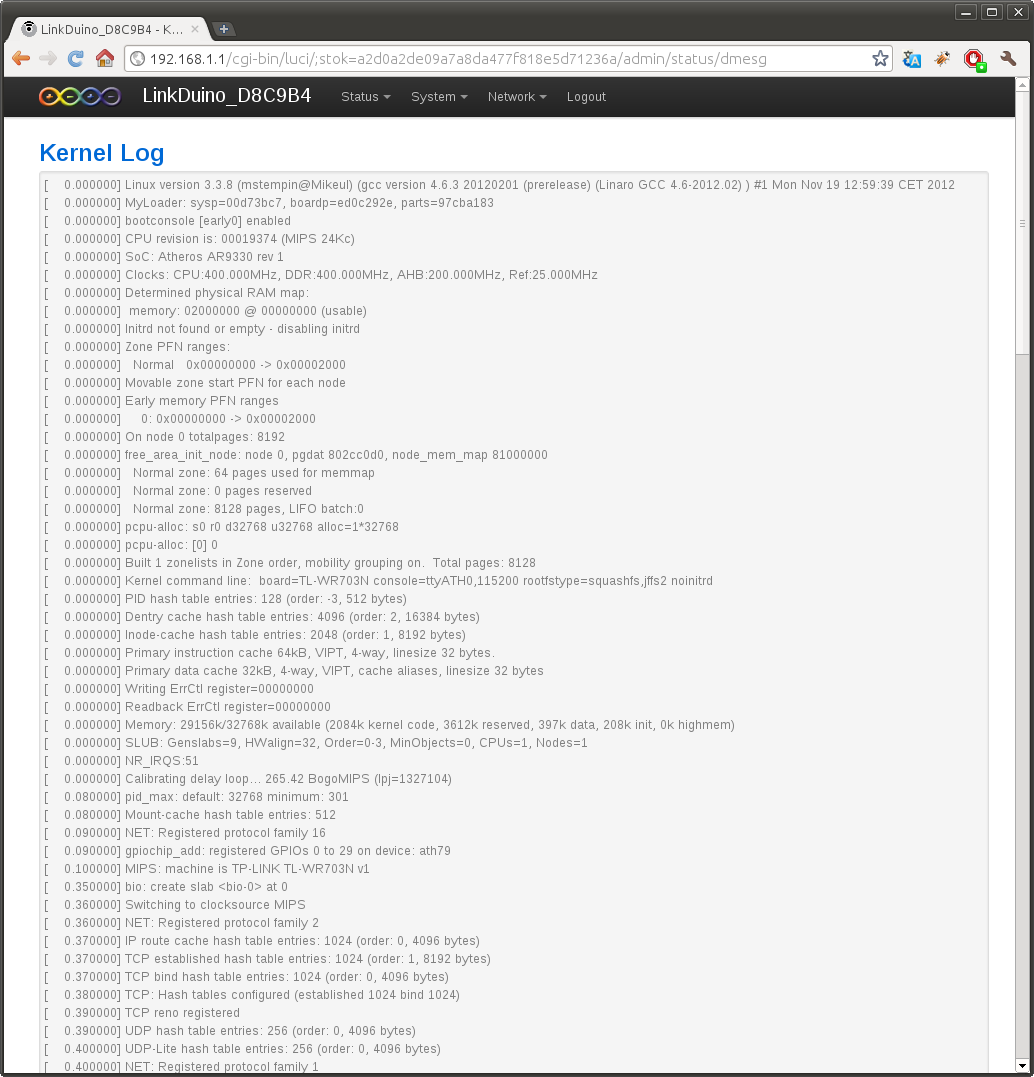 LinkDuino_D8C9B4 - K...
192.168.1.1/cgi-bin/luci/;stok=a2d0a2de09a7a8da477f818e5d71236a/admin/status/dmesg
LinkDuino_D8C9B4 Status System Network Logout
Kernel Log
[    0.000000] Linux version 3.3.8 (mstempin@Mikeul) (gcc version 4.6.3 20120201 (prerelease) (Linaro GCC 4.6-2012.02) ) #1 Mon Nov 19 12:59:39 CET 2012
[    0.000000] MyLoader: sysp=00d73bc7, boardp=ed0c292e, parts=97cba183
[    0.000000] bootconsole [early0] enabled
[    0.000000] CPU revision is: 00019374 (MIPS 24Kc)
[    0.000000] SoC: Atheros AR9330 rev 1
[    0.000000] Clocks: CPU:400.000MHz, DDR:400.000MHz, AHB:200.000MHz, Ref:25.000MHz
[    0.000000] Determined physical RAM map:
[    0.000000]  memory: 02000000 @ 00000000 (usable)
[    0.000000] Initrd not found or empty - disabling initrd
[    0.000000] Zone PFN ranges:
[    0.000000]   Normal   0x00000000 -> 0x00002000
[    0.000000] Movable zone start PFN for each node
[    0.000000] Early memory PFN ranges
[    0.000000]     0: 0x00000000 -> 0x00002000
[    0.000000] On node 0 totalpages: 8192
[    0.000000] free_area_init_node: node 0, pgdat 802cc0d0, node_mem_map 81000000
[    0.000000]   Normal zone: 64 pages used for memmap
[    0.000000]   Normal zone: 0 pages reserved
[    0.000000]   Normal zone: 8128 pages, LIFO batch:0
[    0.000000] pcpu-alloc: s0 r0 d32768 u32768 alloc=1*32768
[    0.000000] pcpu-alloc: [0] 0
[    0.000000] Built 1 zonelists in Zone order, mobility grouping on.  Total pages: 8128
[    0.000000] Kernel command line:  board=TL-WR703N console=ttyATH0,115200 rootfstype=squashfs,jffs2 noinitrd
[    0.000000] PID hash table entries: 128 (order: -3, 512 bytes)
[    0.000000] Dentry cache hash table entries: 4096 (order: 2, 16384 bytes)
[    0.000000] Inode-cache hash table entries: 2048 (order: 1, 8192 bytes)
[    0.000000] Primary instruction cache 64kB, VIPT, 4-way, linesize 32 bytes.
[    0.000000] Primary data cache 32kB, 4-way, VIPT, cache aliases, linesize 32 bytes
[    0.000000] Writing ErrCtl register=00000000
[    0.000000] Readback ErrCtl register=00000000
[    0.000000] Memory: 29156k/32768k available (2084k kernel code, 3612k reserved, 397k data, 208k init, 0k highmem)
[    0.000000] SLUB: Genslabs=9, HWalign=32, Order=0-3, MinObjects=0, CPUs=1, Nodes=1
[    0.000000] NR_IRQS:51
[    0.000000] Calibrating delay loop... 265.42 BogoMIPS (lpj=1327104)
[    0.080000] pid_max: default: 32768 minimum: 301
[    0.080000] Mount-cache hash table entries: 512
[    0.090000] NET: Registered protocol family 16
[    0.090000] gpiochip_add: registered GPIOs 0 to 29 on device: ath79
[    0.100000] MIPS: machine is TP-LINK TL-WR703N v1
[    0.350000] bio: create slab <bio-0> at 0
[    0.360000] Switching to clocksource MIPS
[    0.360000] NET: Registered protocol family 2
[    0.370000] IP route cache hash table entries: 1024 (order: 0, 4096 bytes)
[    0.370000] TCP established hash table entries: 1024 (order: 1, 8192 bytes)
[    0.370000] TCP bind hash table entries: 1024 (order: 0, 4096 bytes)
[    0.380000] TCP: Hash tables configured (established 1024 bind 1024)
[    0.390000] TCP reno registered
[    0.390000] UDP hash table entries: 256 (order: 0, 4096 bytes)
[    0.400000] UDP-Lite hash table entries: 256 (order: 0, 4096 bytes)
[    0.400000] NET: Registered protocol family 1